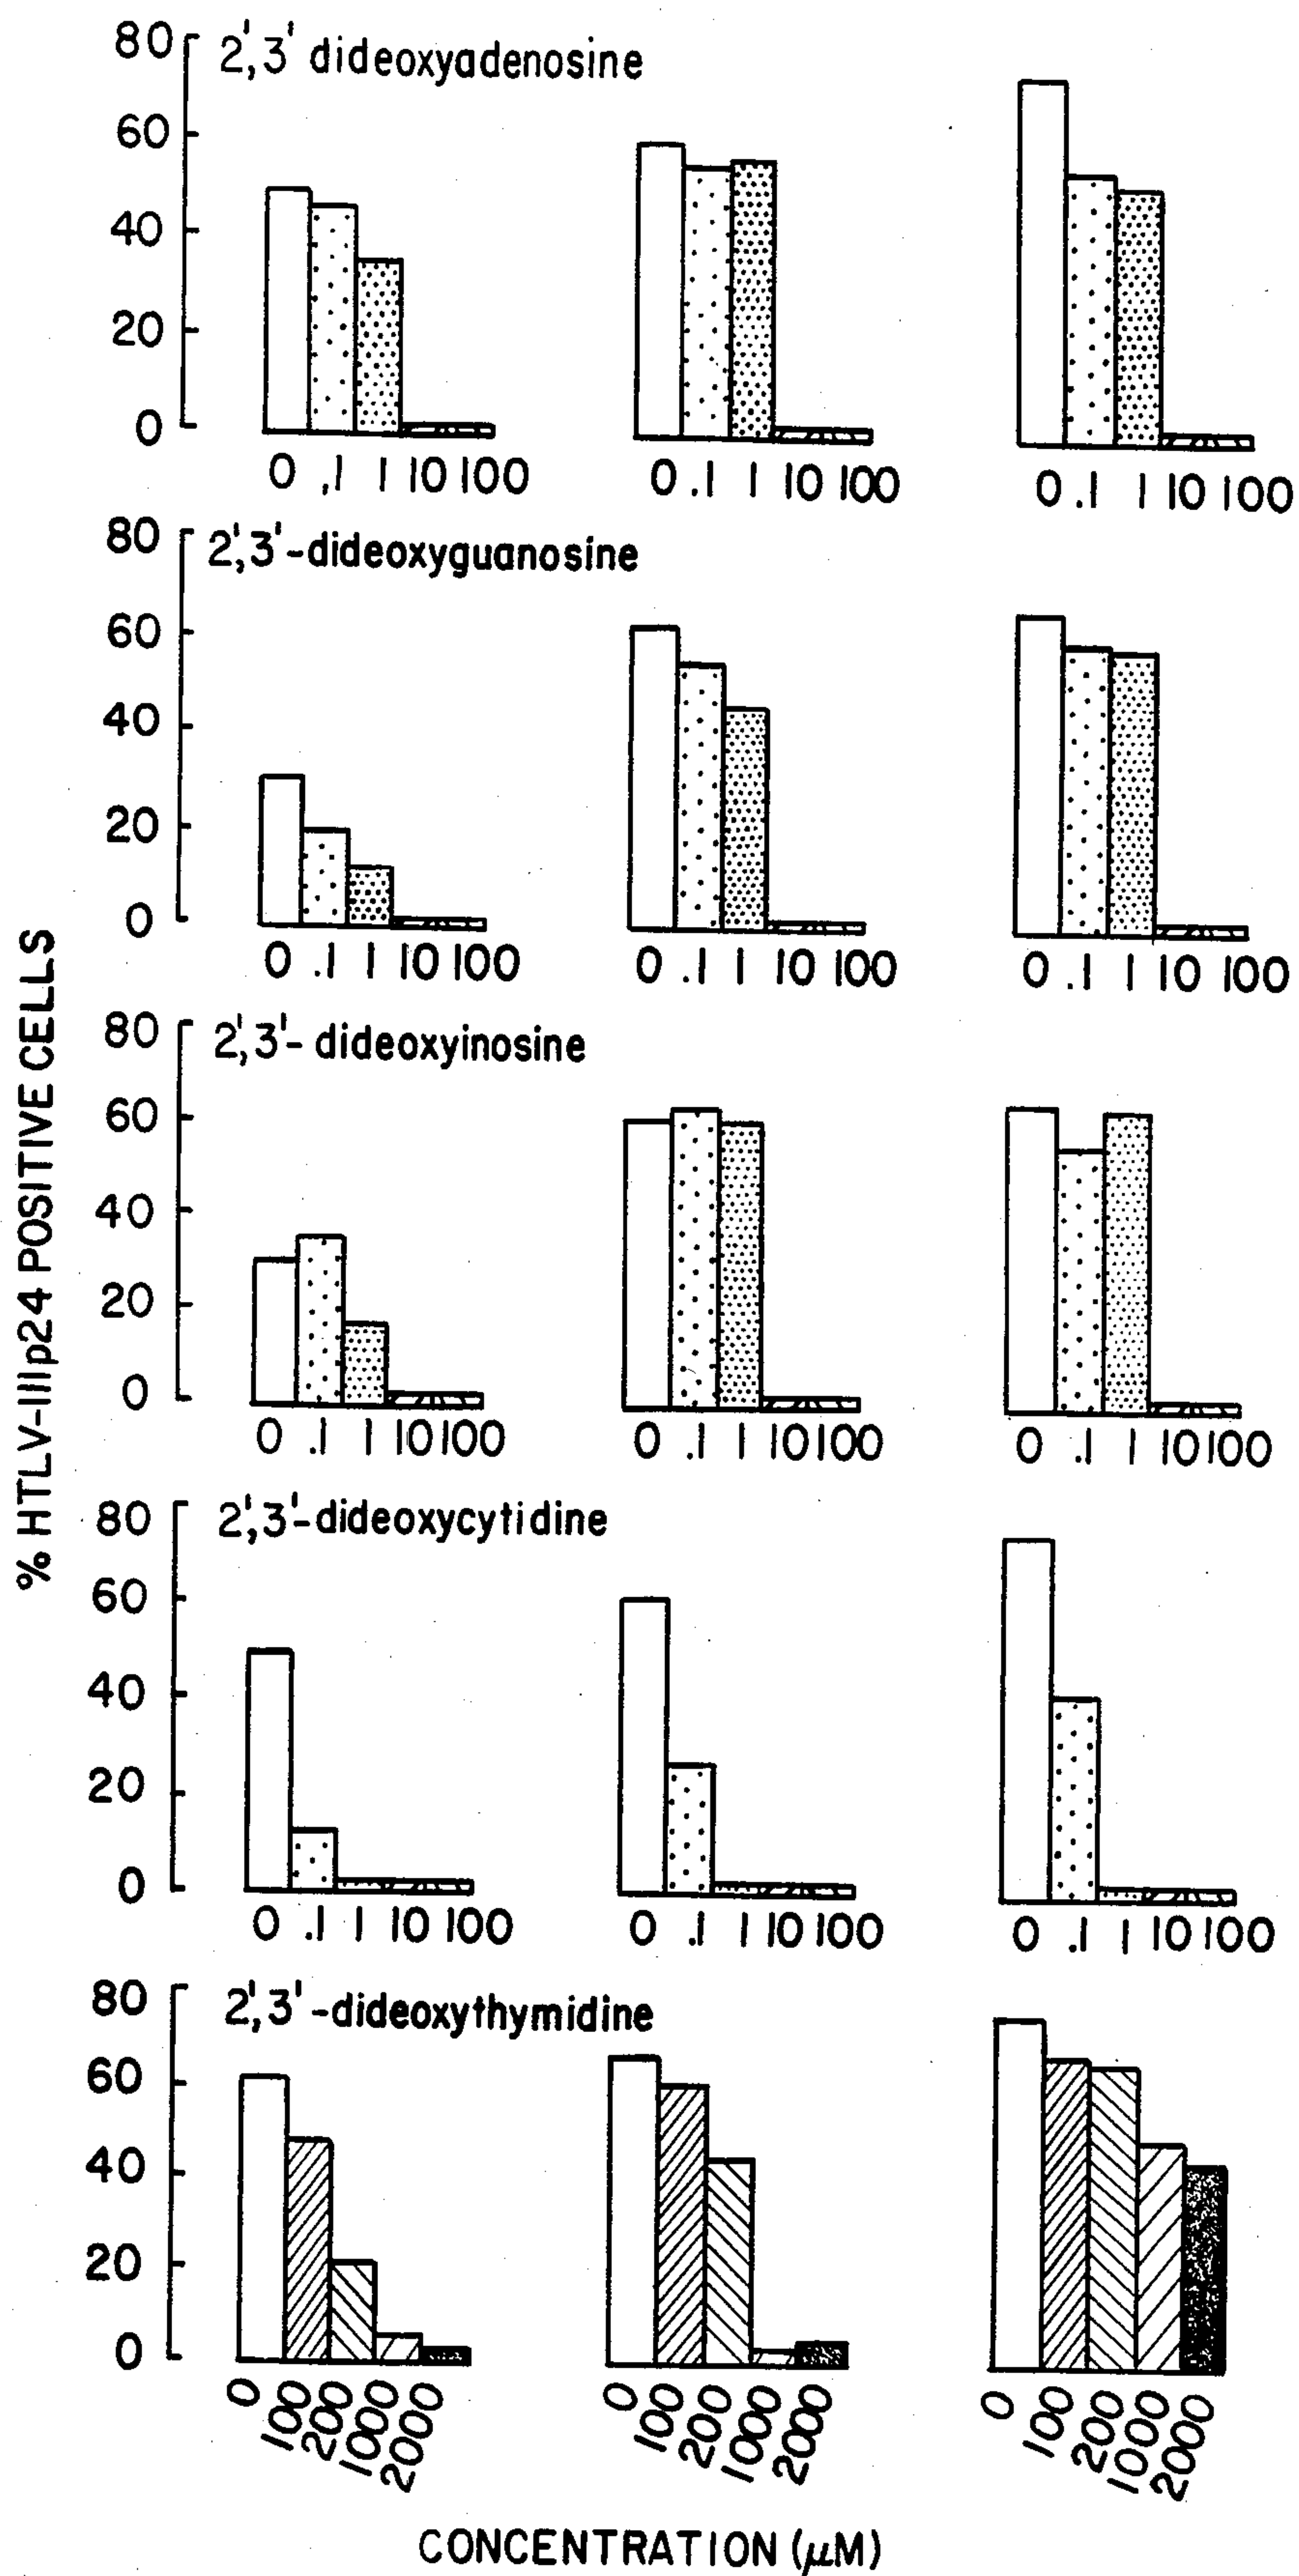 % HTLV-IIIp24 POSITIVE CELLS
2',3' dideoxyadenosine
80
60
40
20
0
0 ,1 1 10 100
0 .1 1 10 100
0 .1 1 10 100
2',3'-dideoxyguanosine
80
60
40
20
0
0 .1 1 10 100
0 .1 1 10 100
0 .1 1 10 100
2',3'- dideoxyinosine
80
60
40
20
0
0 .1 1 10 100
0 .1 1 10 100
0 .1 1 10 100
2',3'-dideoxycytidine
80
60
40
20
0
0 .1 1 10 100
0 .1 1 10 100
0 .1 1 10 100
2',3'-dideoxythymidine
80
60
40
20
0
0 100 200 1000 2000
0 100 200 1000 2000
0 100 200 1000 2000
CONCENTRATION (μM)